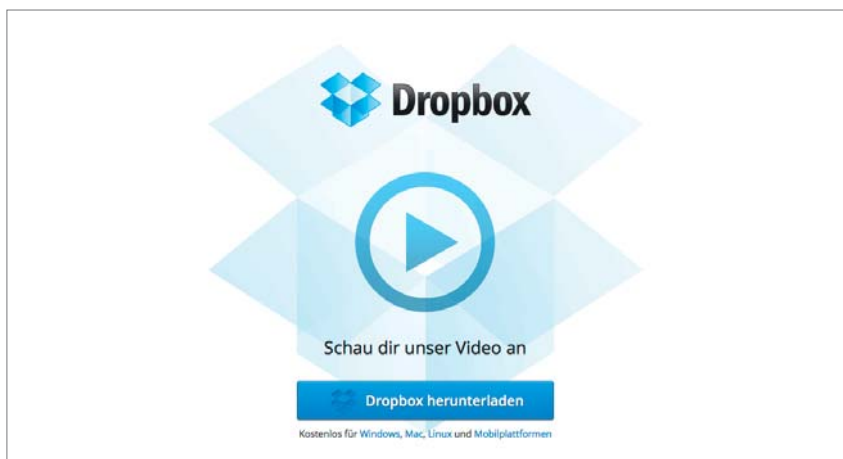 Dropbox
Schau dir unser Video an
Dropbox herunterladen
Kostenlos für Windows, Mac, Linux und Mobilplattformen